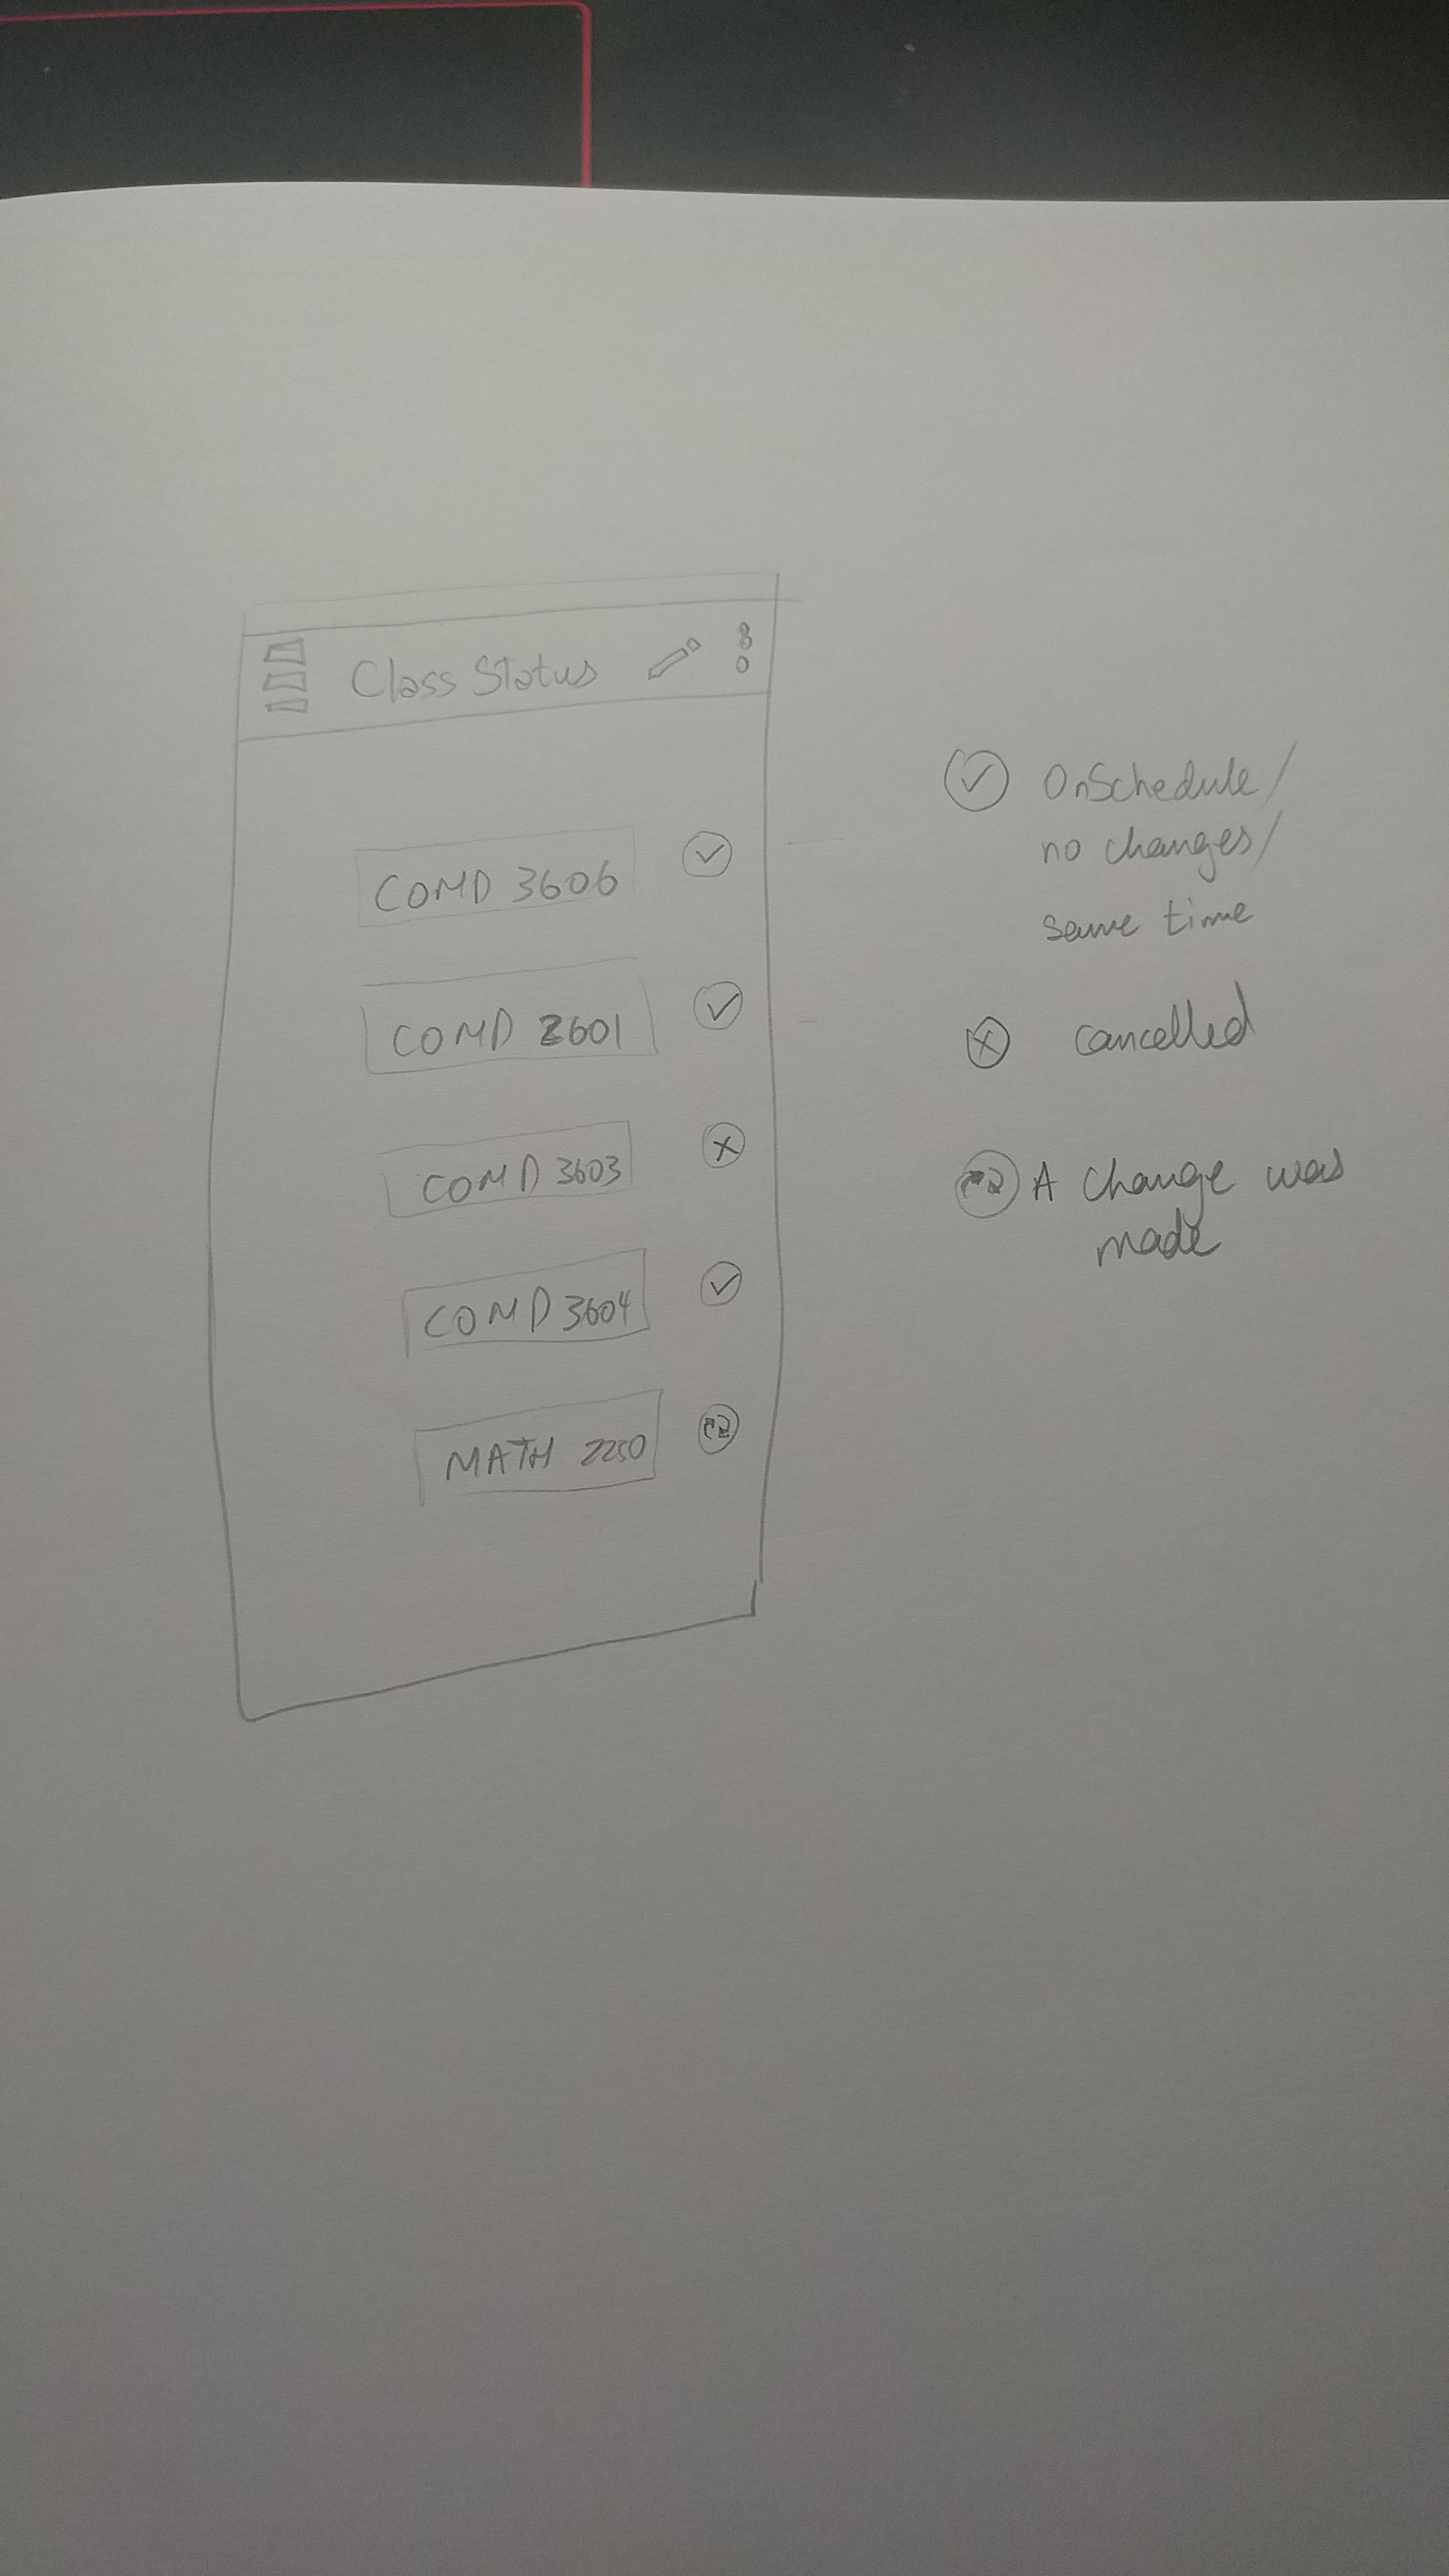 Class Status
COMP 3606
COMP 2601
COMP 3603
COMP 3604
MATH 2250
OnSchedule/
no changes/
same time
cancelled
A change was
made